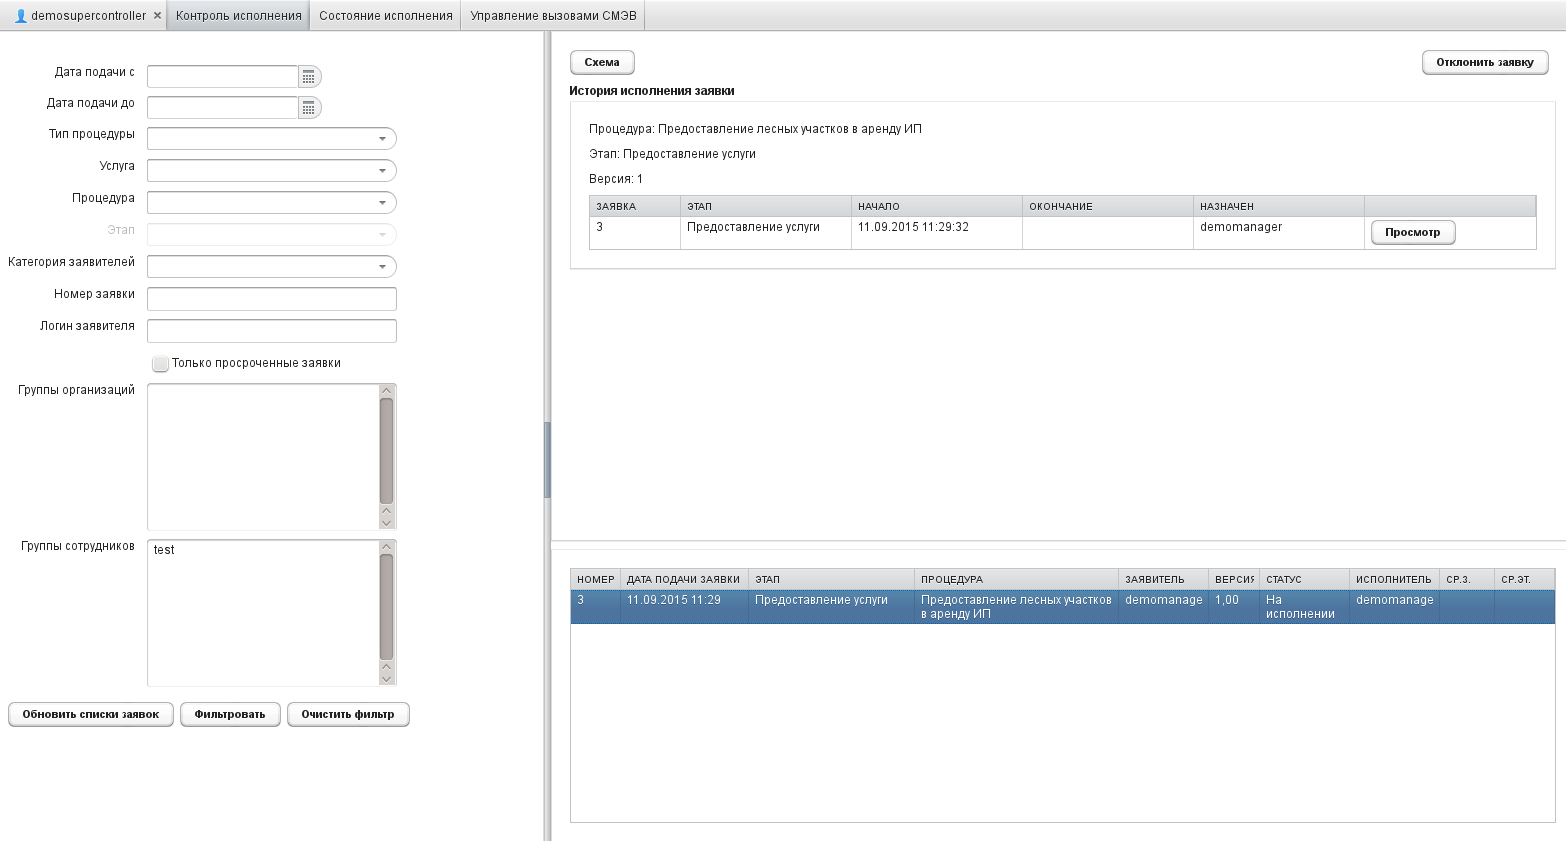 demosupercontroller
Контроль исполнения
Состояние исполнения
Управление вызовами СМЭВ
Дата подачи с
Дата подачи до
Тип процедуры
Услуга
Процедура
Этап
Категория заявителей
Номер заявки
Логин заявителя
Только просроченные заявки
Группы организаций
Группы сотрудников
test
Обновить списки заявок
Фильтровать
Очистить фильтр
Схема
Отклонить заявку
История исполнения заявки
Процедура: Предоставление лесных участков в аренду ИП
Этап: Предоставление услуги
Версия: 1
ЗАЯВКА ЭТАП НАЧАЛО ОКОНЧАНИЕ НАЗНАЧЕН
3 Предоставление услуги 11.09.2015 11:29:32 demomanager Просмотр
НОМЕР ДАТА ПОДАЧИ ЗАЯВКИ ЭТАП ПРОЦЕДУРА ЗАЯВИТЕЛЬ ВЕРСИЯ СТАТУС ИСПОЛНИТЕЛЬ СР.З. СР.ЭТ.
3 11.09.2015 11:29 Предоставление услуги Предоставление лесных участков demomanage 1,00 На demomanage
в аренду ИП исполнении